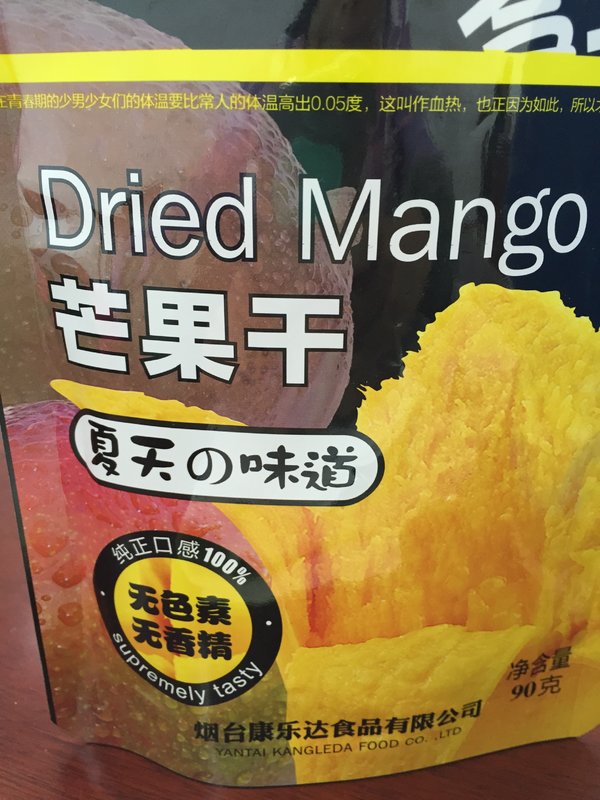 在青春期的少男少女们的体温要比常人的体温高出0.05度，这叫作血热，也正因为如此，所以
Dried Mango
芒果干
夏天の味道
纯正口感100%
无色素
无香精
supremely tasty
净含量
90克
烟台康乐达食品有限公司
YANTAI KANGLEDA FOOD CO. ,LTD